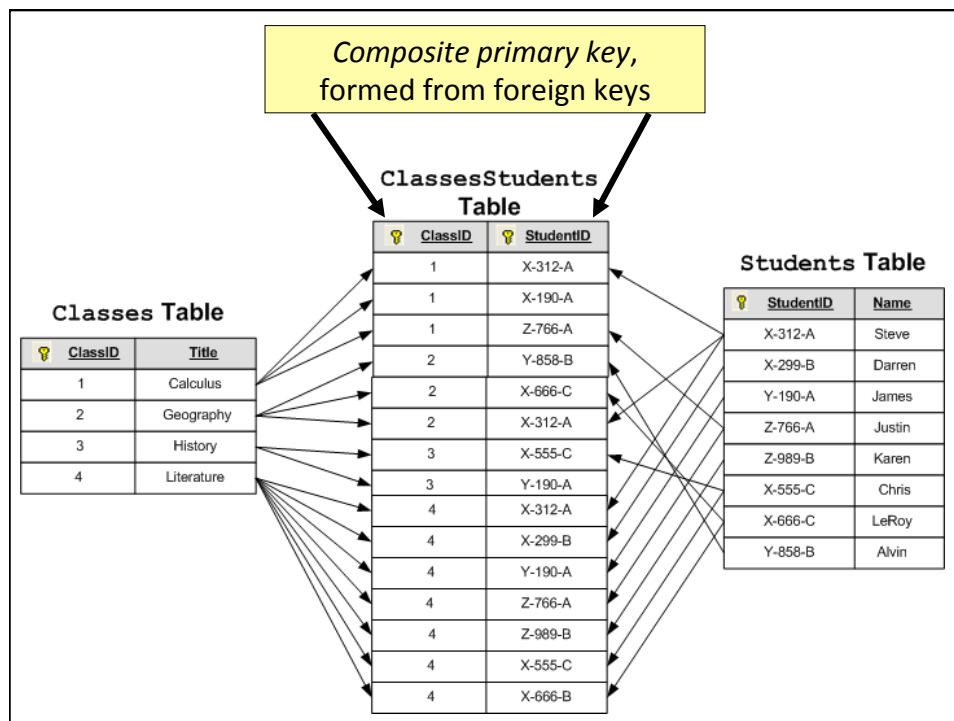 Composite primary key,
formed from foreign keys
ClassesStudents
Table
ClassID StudentID
1 X-312-A
1 X-190-A
1 Z-766-A
2 Y-858-B
2 X-666-C
2 X-312-A
3 X-555-C
3 Y-190-A
4 X-312-A
4 X-299-B
4 Y-190-A
4 Z-766-A
4 Z-989-B
4 X-555-C
4 X-666-B
Classes Table
ClassID Title
1 Calculus
2 Geography
3 History
4 Literature
Students Table
StudentID Name
X-312-A Steve
X-299-B Darren
Y-190-A James
Z-766-A Justin
Z-989-B Karen
X-555-C Chris
X-666-C LeRoy
Y-858-B Alvin